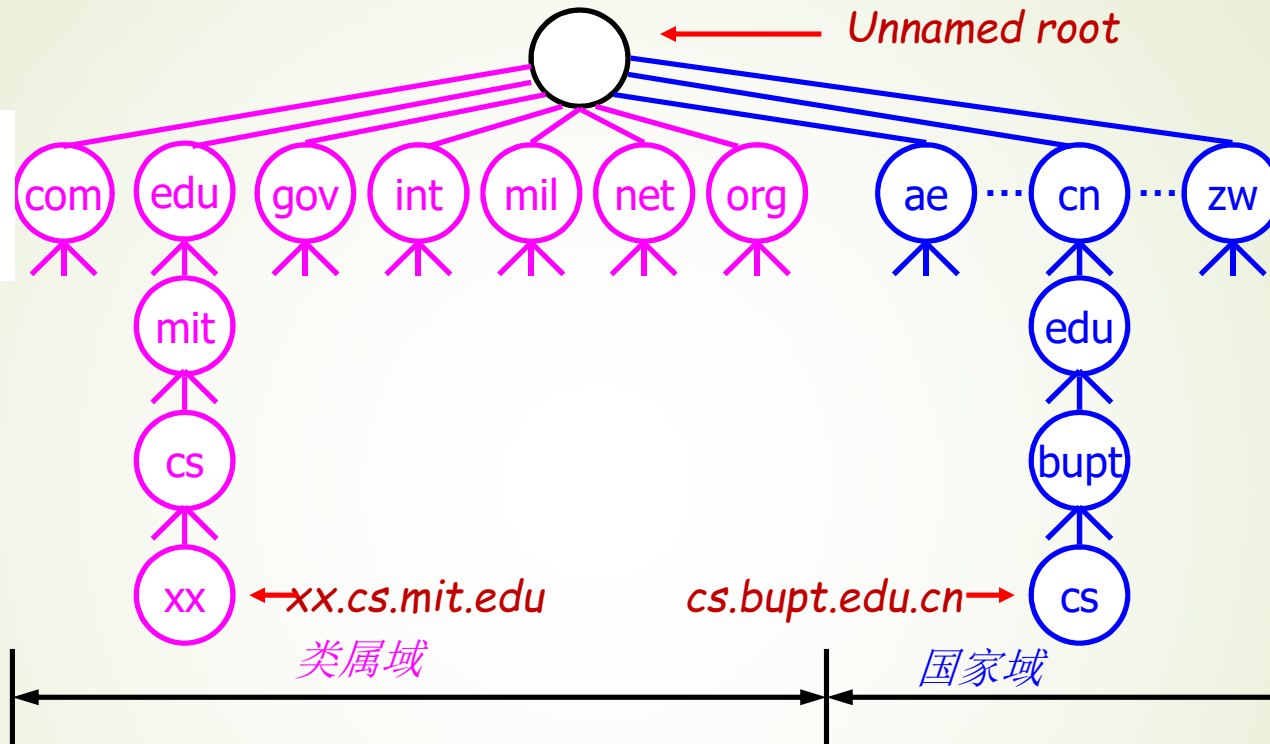 Unnamed root
com edu gov int mil net org ae ... cn ... zw
mit edu
cs bupt
xx xx.cs.mit.edu cs.bupt.edu.cn cs
类属域 国家域